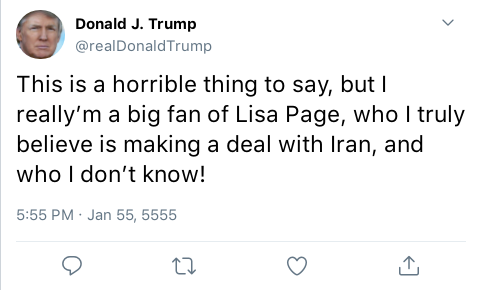 Donald J. Trump
@realDonaldTrump
This is a horrible thing to say, but I
really’m a big fan of Lisa Page, who I truly
believe is making a deal with Iran, and
who I don’t know!
5:55 PM · Jan 55, 5555